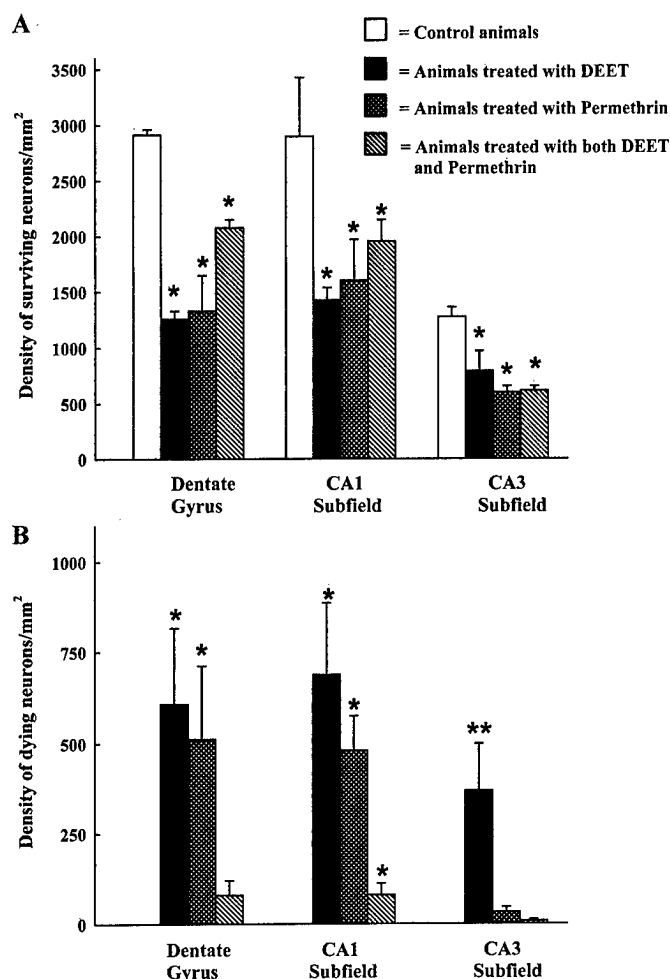 A
= Control animals
= Animals treated with DEET
= Animals treated with Permethrin
= Animals treated with both DEET
and Permethrin
Density of surviving neurons/mm²
3500
3000
2500
2000
1500
1000
500
0
* * *
* * *
* * *
Dentate
Gyrus
CA1
Subfield
CA3
Subfield
B
Density of dying neurons/mm²
1000
750
500
250
0
* *
* * *
**
Dentate
Gyrus
CA1
Subfield
CA3
Subfield